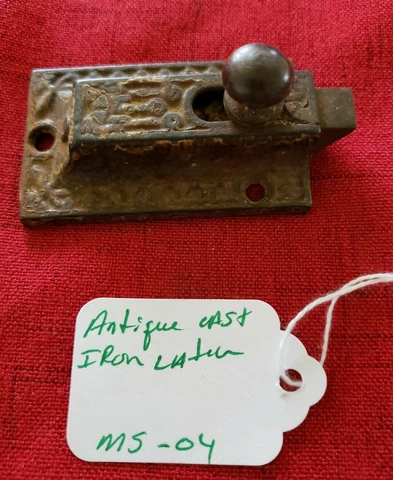 Antique cast
Iron Latch
MS-04